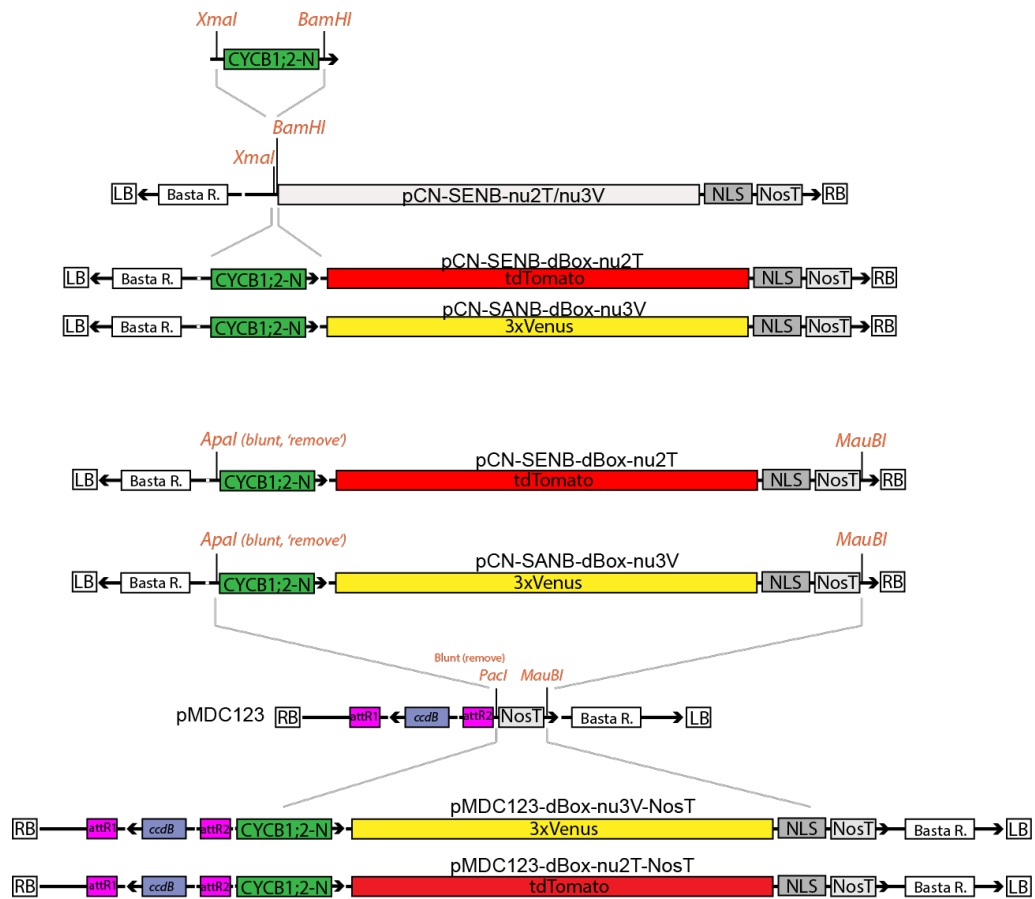 XmaI BamHI
CYCB1;2-N
BamHI
XmaI
LB Basta R. pCN-SENB-nu2T/nu3V NLS NosT RB
pCN-SENB-dBox-nu2T
LB Basta R. CYCB1;2-N tdTomato NLS NosT RB
pCN-SANB-dBox-nu3V
LB Basta R. CYCB1;2-N 3xVenus NLS NosT RB
ApaI (blunt, 'remove') MauBI
pCN-SENB-dBox-nu2T
LB Basta R. CYCB1;2-N tdTomato NLS NosT RB
ApaI (blunt, 'remove') MauBI
pCN-SANB-dBox-nu3V
LB Basta R. CYCB1;2-N 3xVenus NLS NosT RB
Blunt (remove)
PacI MauBI
pMDC123 RB attR1 ccdB attR2 NosT Basta R. LB
pMDC123-dBox-nu3V-NosT
RB attR1 ccdB attR2 CYCB1;2-N 3xVenus NLS NosT Basta R. LB
pMDC123-dBox-nu2T-NosT
RB attR1 ccdB attR2 CYCB1;2-N tdTomato NLS NosT Basta R. LB